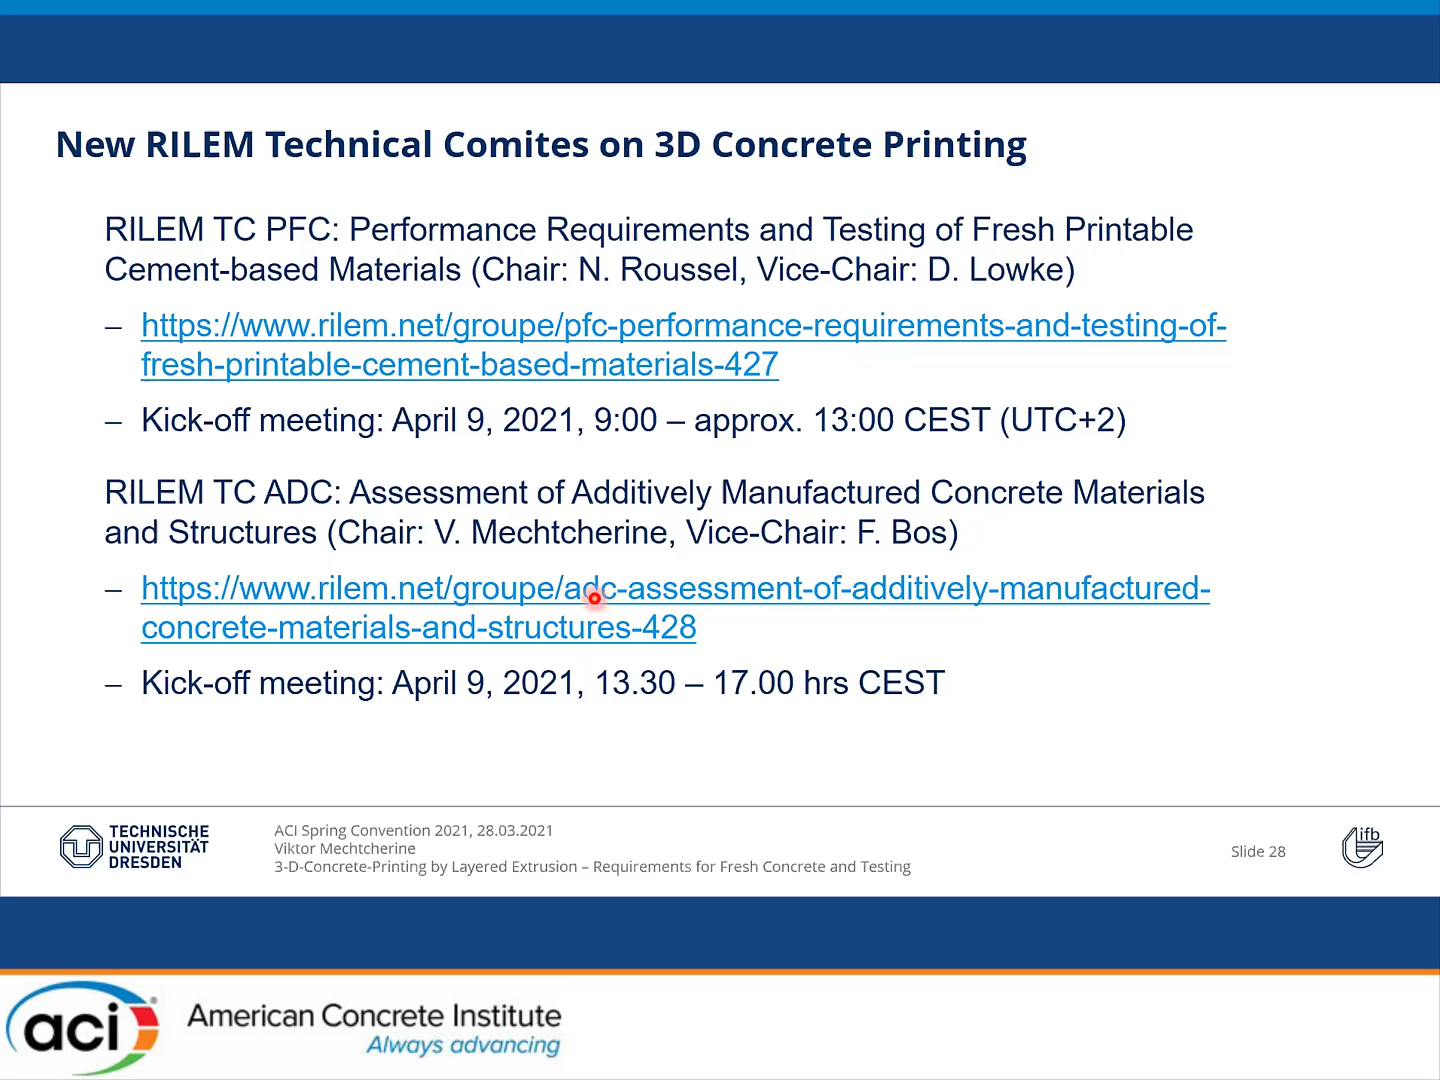 New RILEM Technical Comites on 3D Concrete Printing
RILEM TC PFC: Performance Requirements and Testing of Fresh Printable
Cement-based Materials (Chair: N. Roussel, Vice-Chair: D. Lowke)
– https://www.rilem.net/groupe/pfc-performance-requirements-and-testing-of-
fresh-printable-cement-based-materials-427
– Kick-off meeting: April 9, 2021, 9:00 – approx. 13:00 CEST (UTC+2)
RILEM TC ADC: Assessment of Additively Manufactured Concrete Materials
and Structures (Chair: V. Mechtcherine, Vice-Chair: F. Bos)
– https://www.rilem.net/groupe/adc-assessment-of-additively-manufactured-
concrete-materials-and-structures-428
– Kick-off meeting: April 9, 2021, 13.30 – 17.00 hrs CEST
TECHNISCHE
UNIVERSITÄT
DRESDEN
ACI Spring Convention 2021, 28.03.2021
Viktor Mechtcherine
3-D-Concrete-Printing by Layered Extrusion – Requirements for Fresh Concrete and Testing
Slide 28
ifb
aci
American Concrete Institute
Always advancing